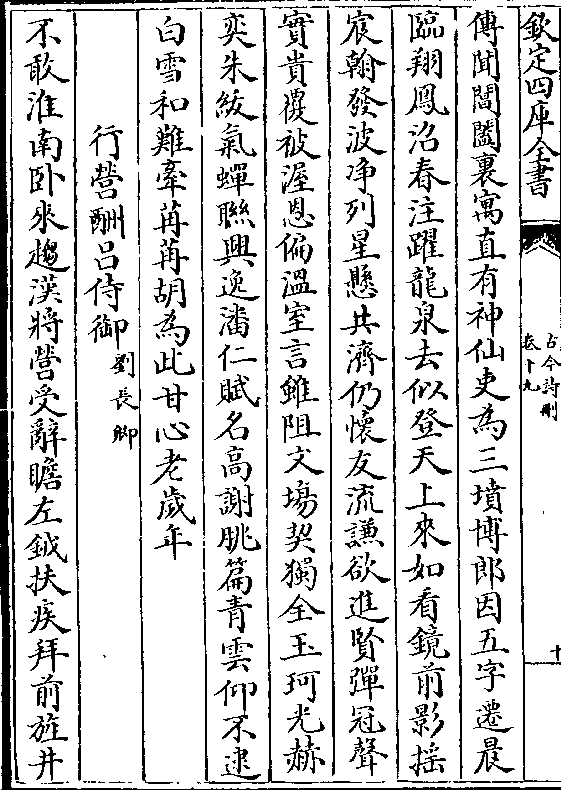 欽定四庫全書
古今詩刪
卷十九
十
傳聞閶闔裏寓直有神仙史為三墳博郎因五字遷晨
臨翔鳳沼春注躍龍泉去似登天上來如看鏡前影搖
宸翰發波净列星懸共濟仍懷友流謙欲進賢彈冠聲
實貴覆被渥恩偏溫室言雖阻文場契獨全玉珂光赫
奕朱紱氣蟬聯興逸潘仁賦名高謝朓篇青雲仰不逮
白雪和難牽苒苒胡為此甘心老歲年
行營酬吕侍御
劉長卿
不敢淮南卧來趨漢將營受辭瞻左鉞扶疾拜前旌井